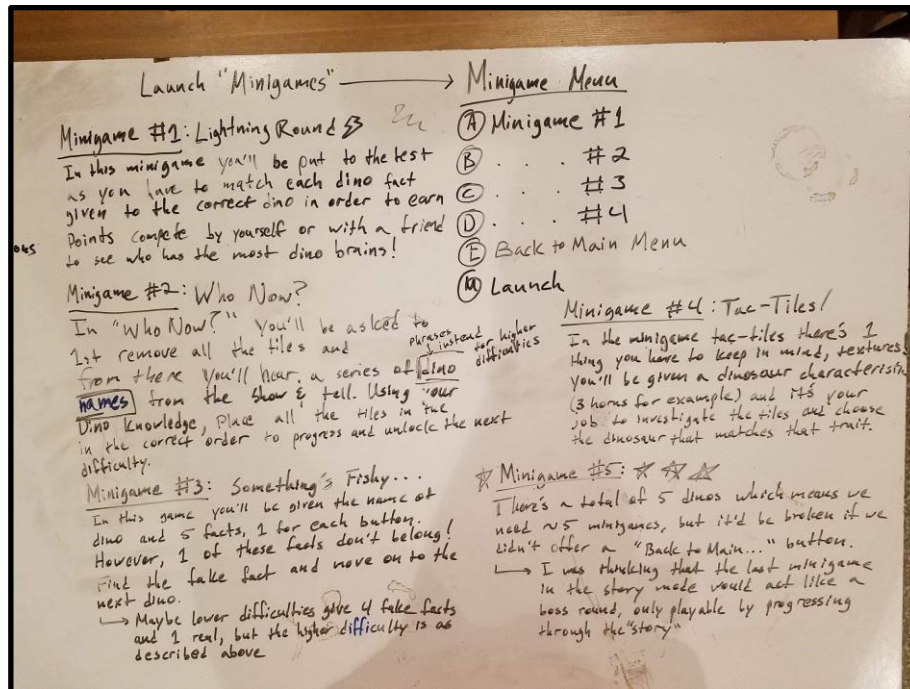 Launch "Minigames" → Minigame Menu
Minigame #1: Lightning Round
In this minigame you'll be put to the test
as you have to match each dino fact
given to the correct dino in order to earn
Points compete by yourself or with a friend
to see who has the most dino brains!
A Minigame #1
B . . . . #2
C . . . . #3
D . . . . #4
E Back to Main Menu
M Launch
Minigame #2: Who Now?
In "Who Now?" You'll be asked to
1st remove all the tiles and
phrases instead for higher difficulties
from there you'll hear a series of dino
names from the show & tell. Using your
Dino Knowledge, Place all the tiles in the
in the correct order to progress and unlock the next
difficulty.
Minigame #3: Something's Fishy...
In this game you'll be given the name of
dino and 5 facts, 1 for each button.
However, 1 of these facts don't belong!
Find the fake fact and move on to the
next dino.
→ Maybe lower difficulties give 4 fake facts
and 1 real, but the higher difficulty is as
described above
Minigame #4: Tac-Tiles!
In the minigame tac-tiles there's 1
thing you have to keep in mind, textures
You'll be given a dinosaur
(3 horns for example) and it's your
job to investigate the tiles and choose
the dinosaur that matches that trait.
☆ Minigame #5: ☆ ☆ ☆
There's a total of 5 dinos which means we
need ~5 minigames, but it'd be broken if we
didn't offer a "Back to Main..." button.
→ I was thinking that the last minigame
in the story mode would act like a
boss round, only playable by progressing
through the "story"